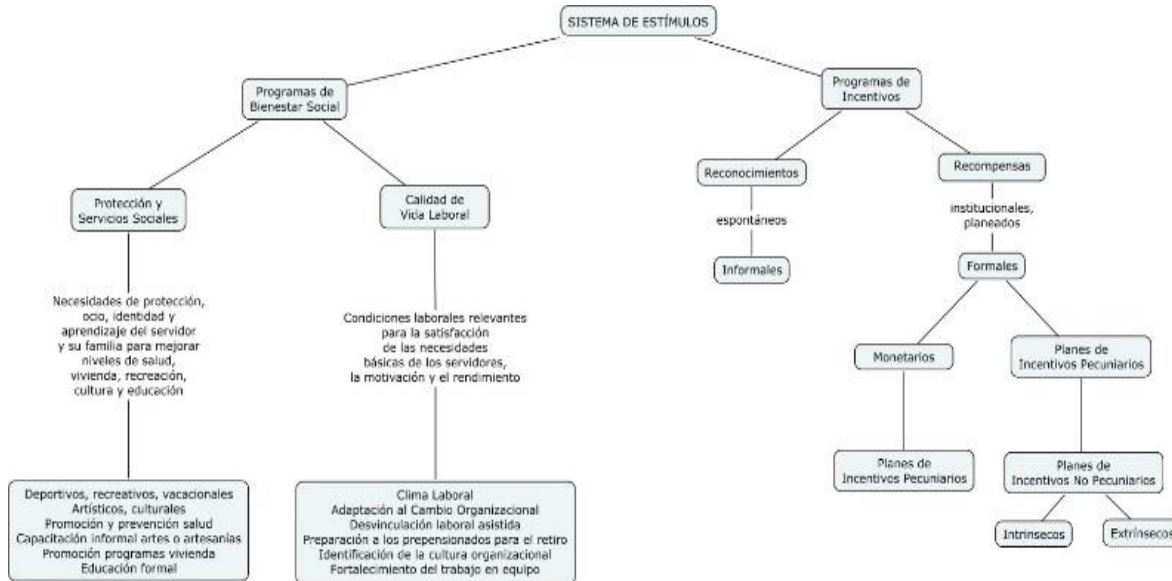 SISTEMA DE ESTÍMULOS
Programas de
Bienestar Social
Programas de
Incentivos
Reconocimientos
Recompensas
Protección y
Servicios Sociales
Calidad de
Vida Laboral
espontáneos
institucionales,
planeados
Informales
Formales
Necesidades de protección,
ocio, identidad y
aprendizaje del servidor
y su familia para mejorar
niveles de salud,
vivienda, recreación,
cultura y educación
Condiciones laborales relevantes
para la satisfacción
de las necesidades
básicas de los servidores,
la motivación y el rendimiento
Monetarios
Planes de
Incentivos Pecuniarios
Planes de
Incentivos Pecuniarios
Planes de
Incentivos No Pecuniarios
Deportivos, recreativos, vacacionales
Artísticos, culturales
Promoción y prevención salud
Capacitación informal artes o artesanías
Promoción programas vivienda
Educación formal
Clima Laboral
Adaptación al Cambio Organizacional
Desvinculación laboral asistida
Preparación a los prepensionados para el retiro
Identificación de la cultura organizacional
Fortalecimiento del trabajo en equipo
Intrínsecos
Extrínsecos